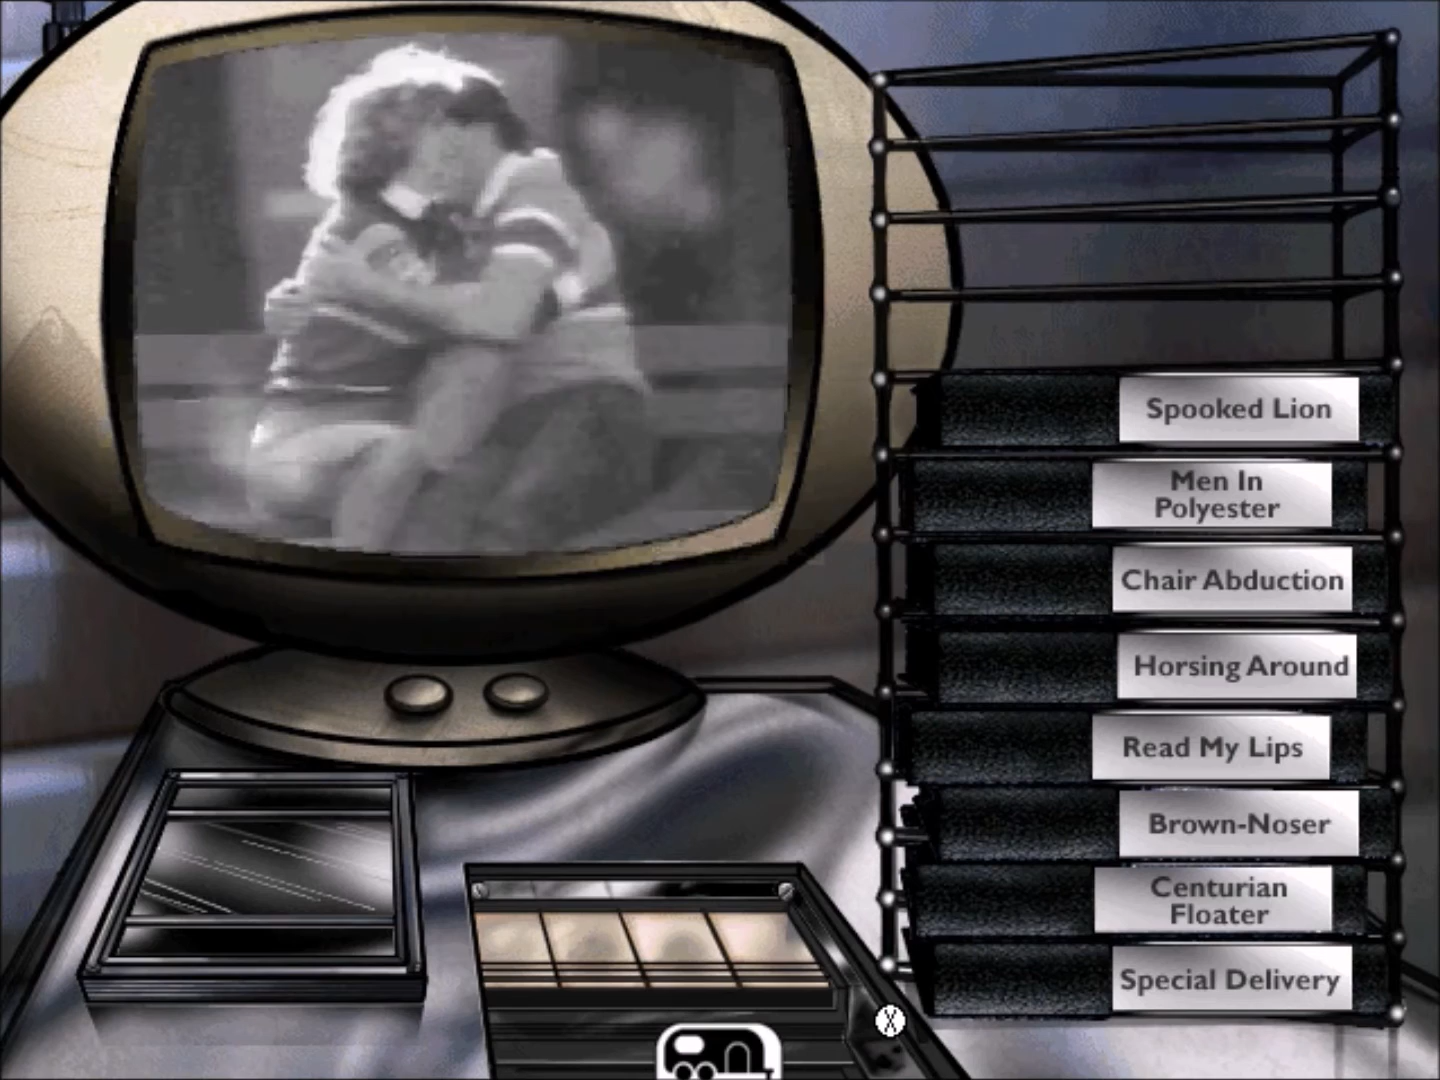 Spooked Lion
Men In
Polyester
Chair Abduction
Horsing Around
Read My Lips
Brown-Noser
Centurian
Floater
Special Delivery
X